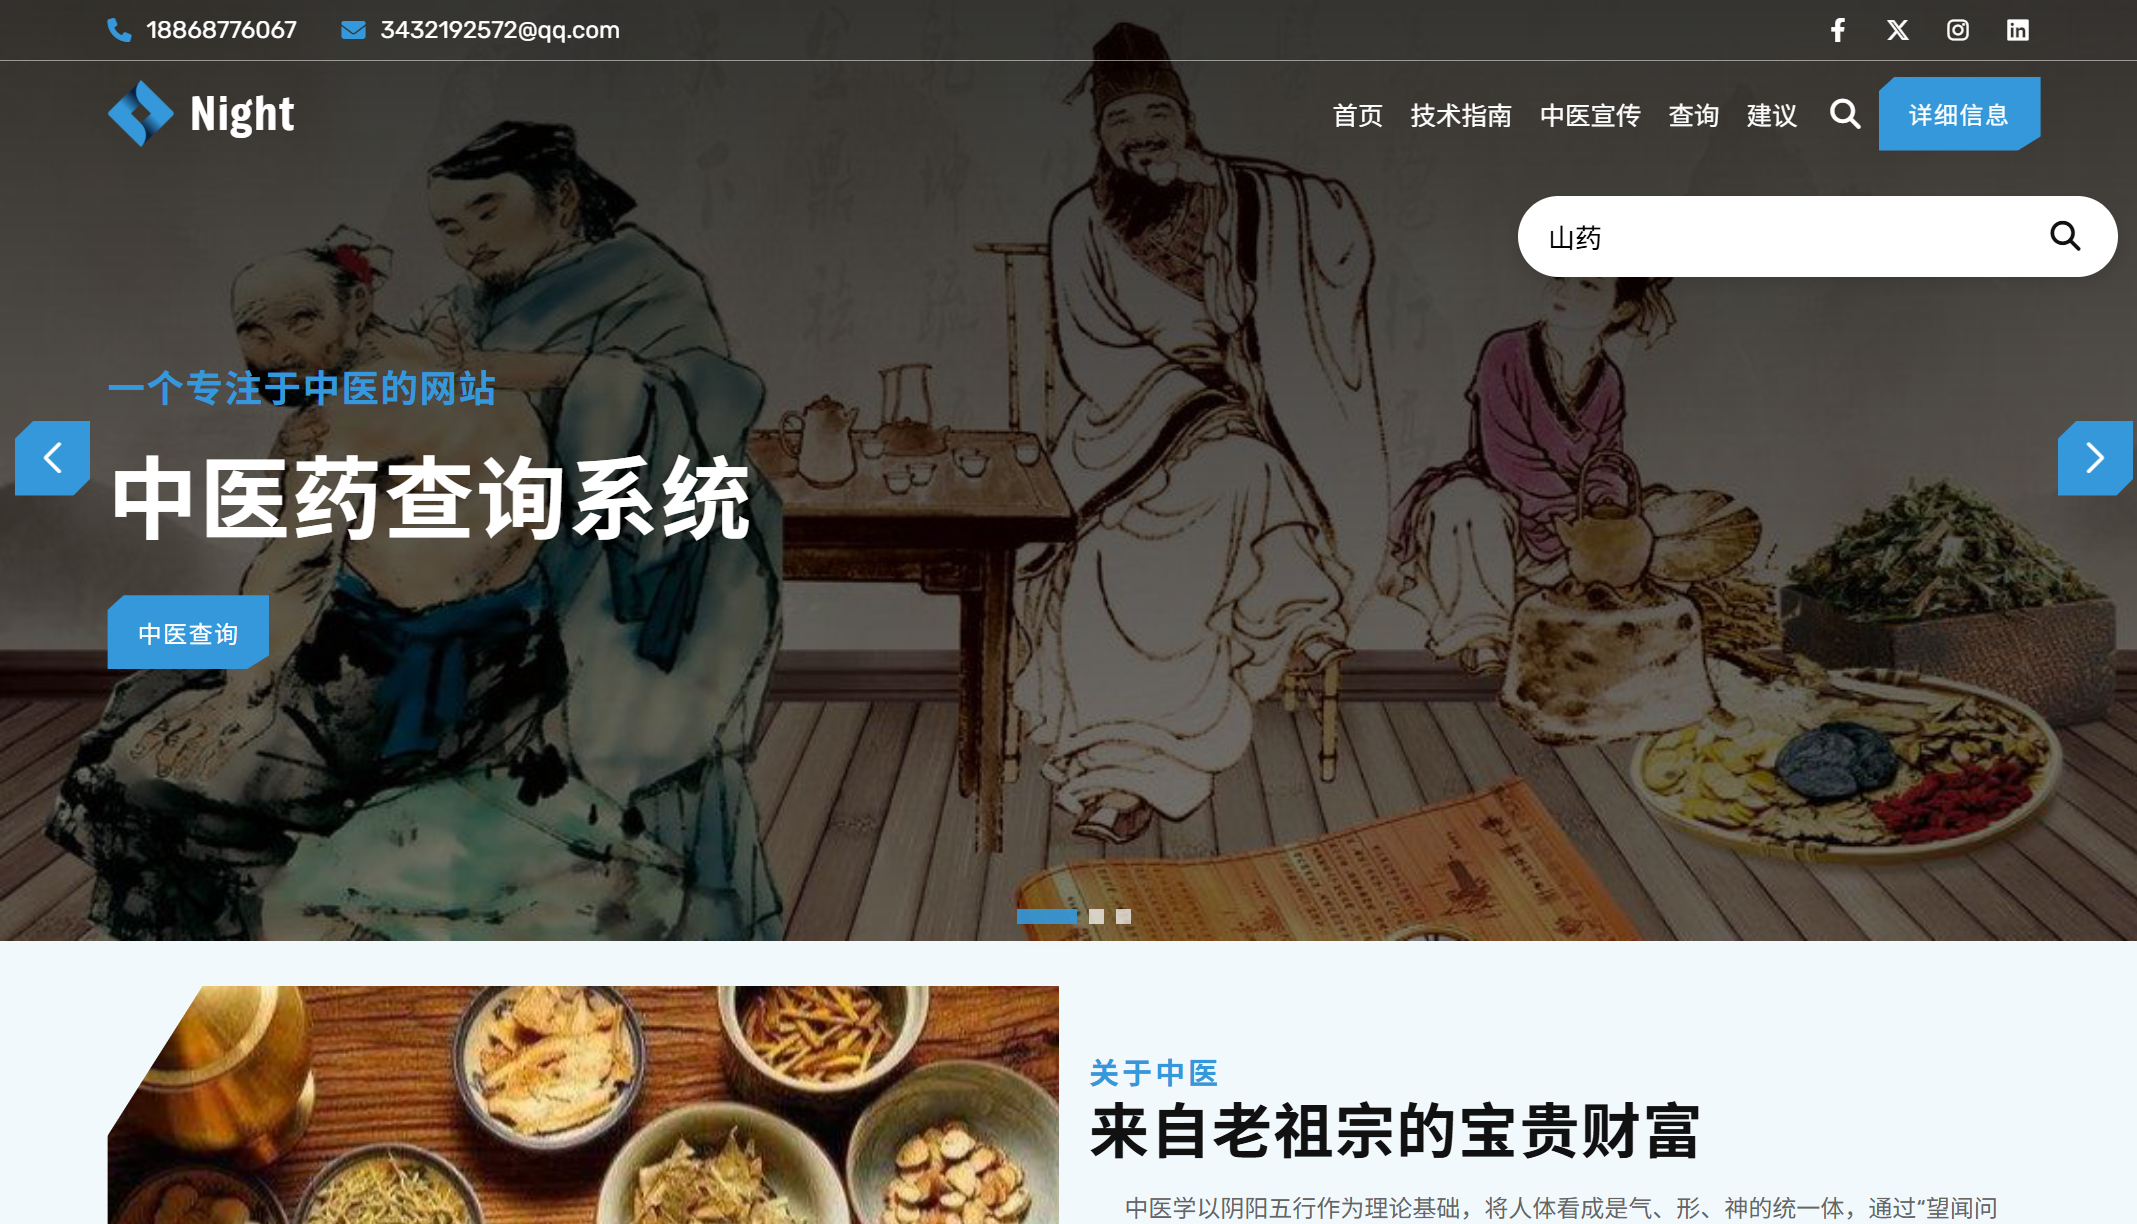 18868776067
3432192572@qq.com
Night
首页
技术指南
中医宣传
查询
建议
详细信息
山药
一个专注于中医的网站
中医药查询系统
中医查询
关于中医
来自老祖宗的宝贵财富
中医学以阴阳五行作为理论基础，将人体看成是气、形、神的统一体，通过“望闻问